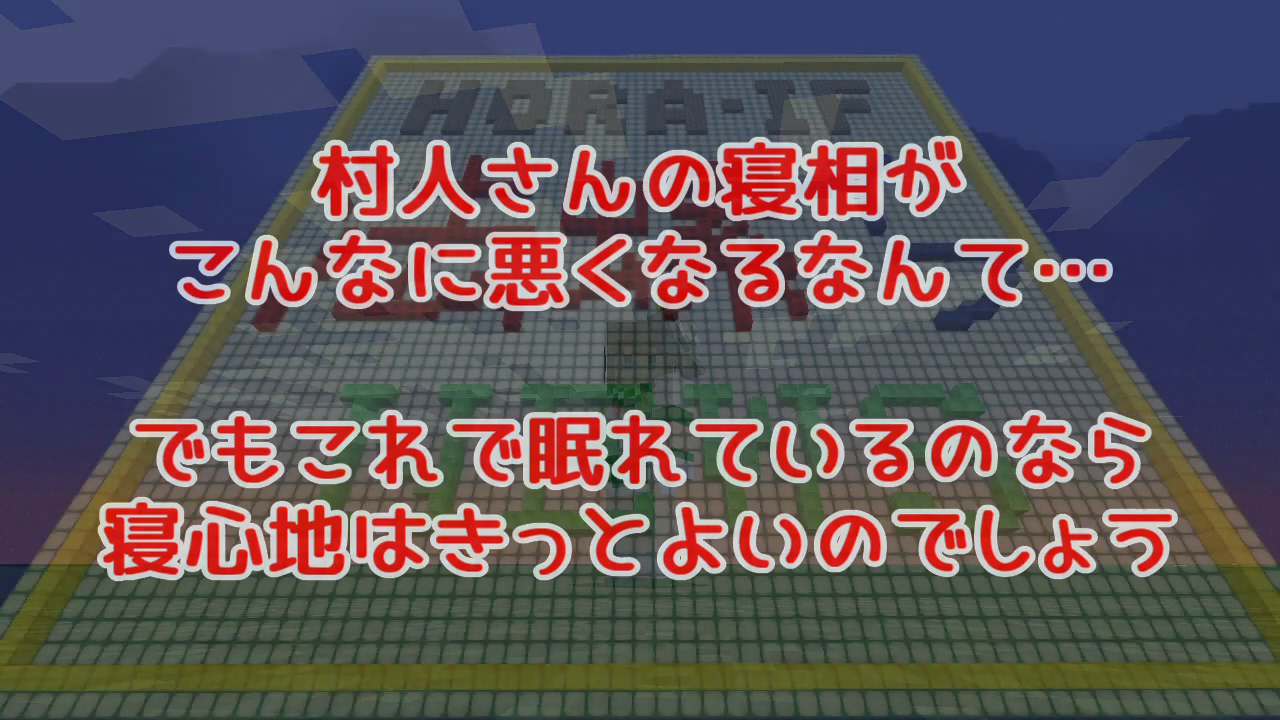 HORA・IF
村人さんの寝相が
こんなに悪くなるなんて…
でもこれで眠れているのなら
寝心地はきっとよいのでしょう